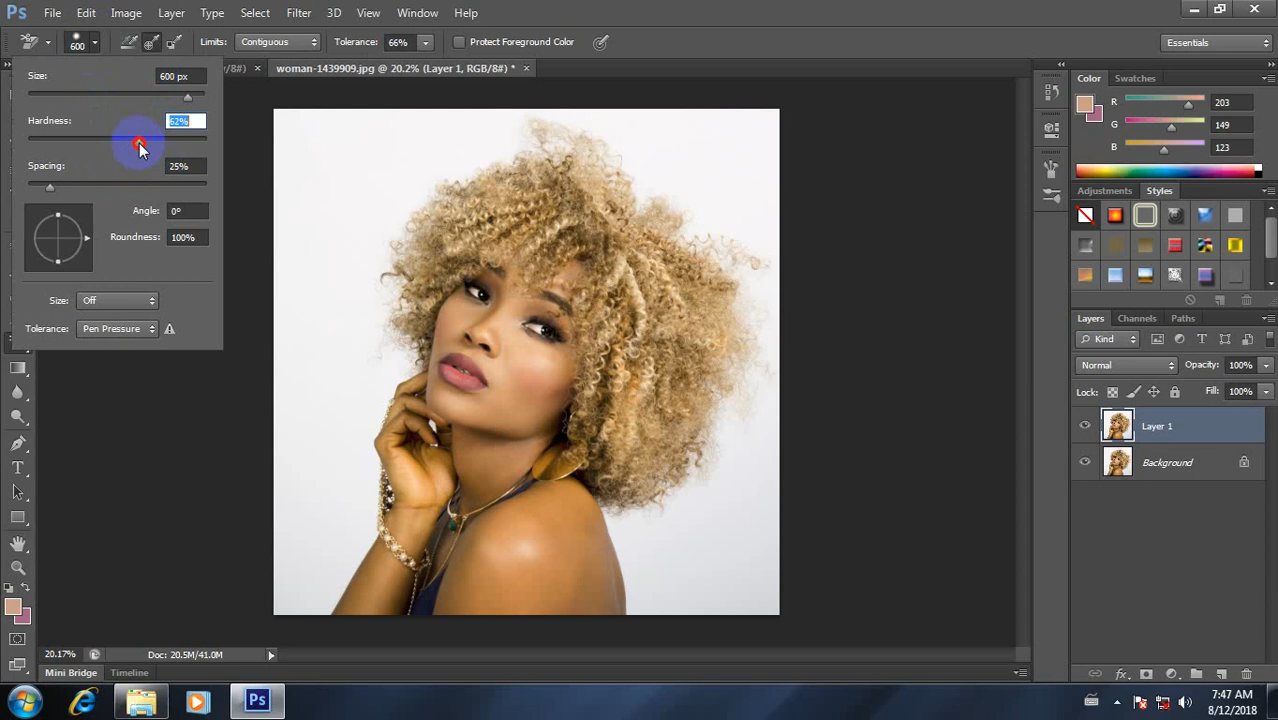 Ps File Edit Image Layer Type Select Filter 3D View Window Help
600 Limits: Contiguous Tolerance: 66% Protect Foreground Color Essentials
/8#) × woman-1439909.jpg @ 20.2% (Layer 1, RGB/8#) * ×
Size: 600 px
Hardness: 62%
Spacing: 25%
Angle: 0°
Roundness: 100%
Size: Off
Tolerance: Pen Pressure
Color Swatches
R 203
G 149
B 123
Adjustments Styles
Layers Channels Paths
Kind
Normal Opacity: 100%
Lock: Fill: 100%
Layer 1
Background
20.17% Doc: 20.5M/41.0M
Mini Bridge Timeline
Ps
7:47 AM
8/12/2018